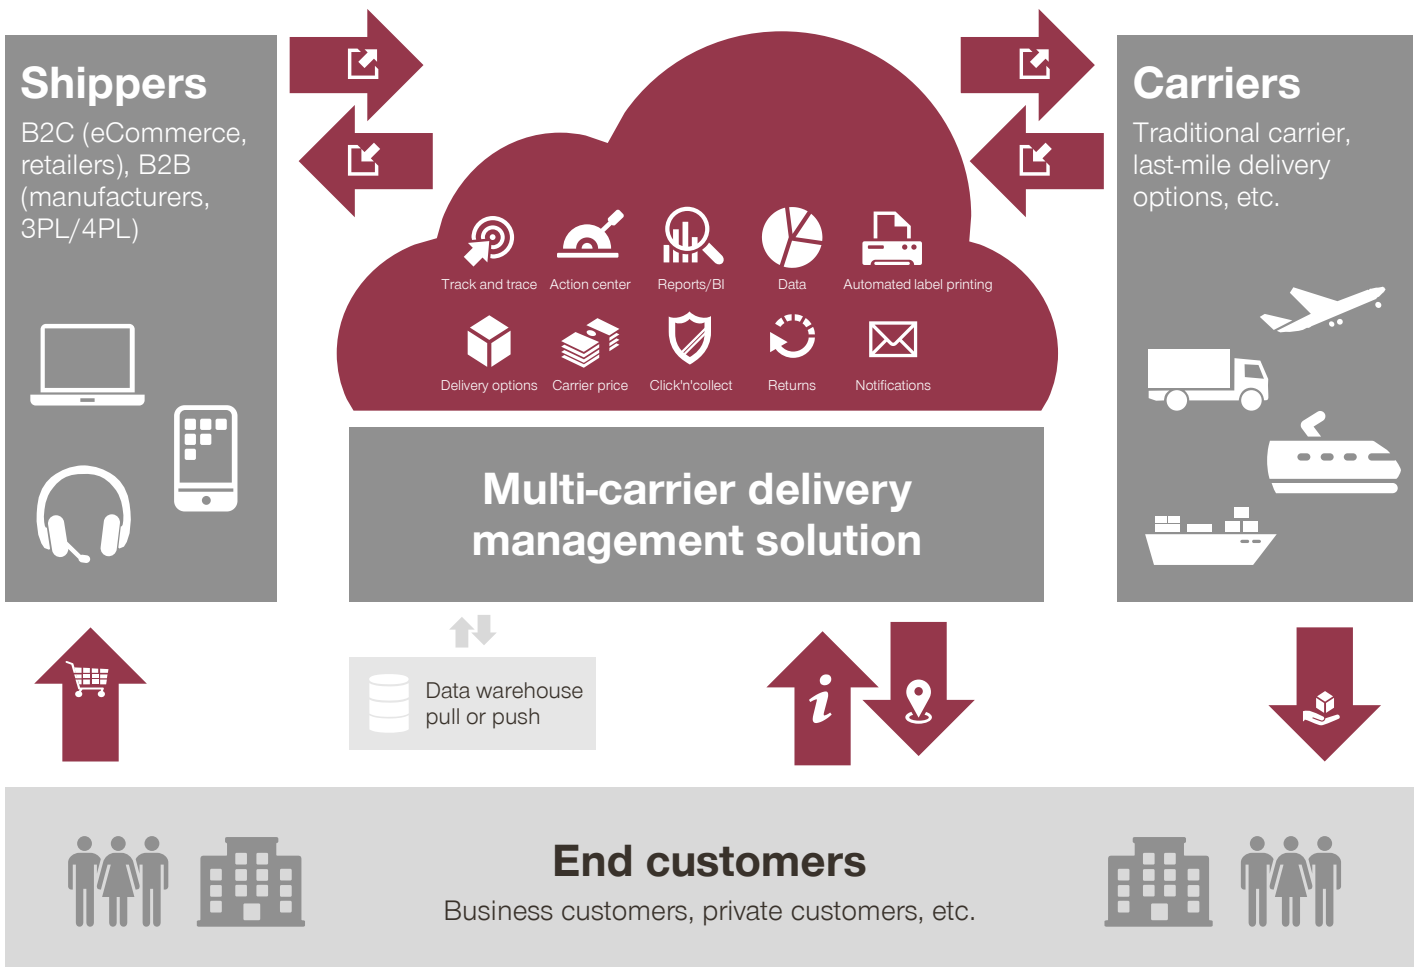 Shippers
B2C (eCommerce,
retailers), B2B
(manufacturers,
3PL/4PL)
Track and trace
Action center
Reports/BI
Data
Automated label printing
Delivery options
Carrier price
Click'n'collect
Returns
Notifications
Multi-carrier delivery
management solution
Carriers
Traditional carrier,
last-mile delivery
options, etc.
Data warehouse
pull or push
i
End customers
Business customers, private customers, etc.